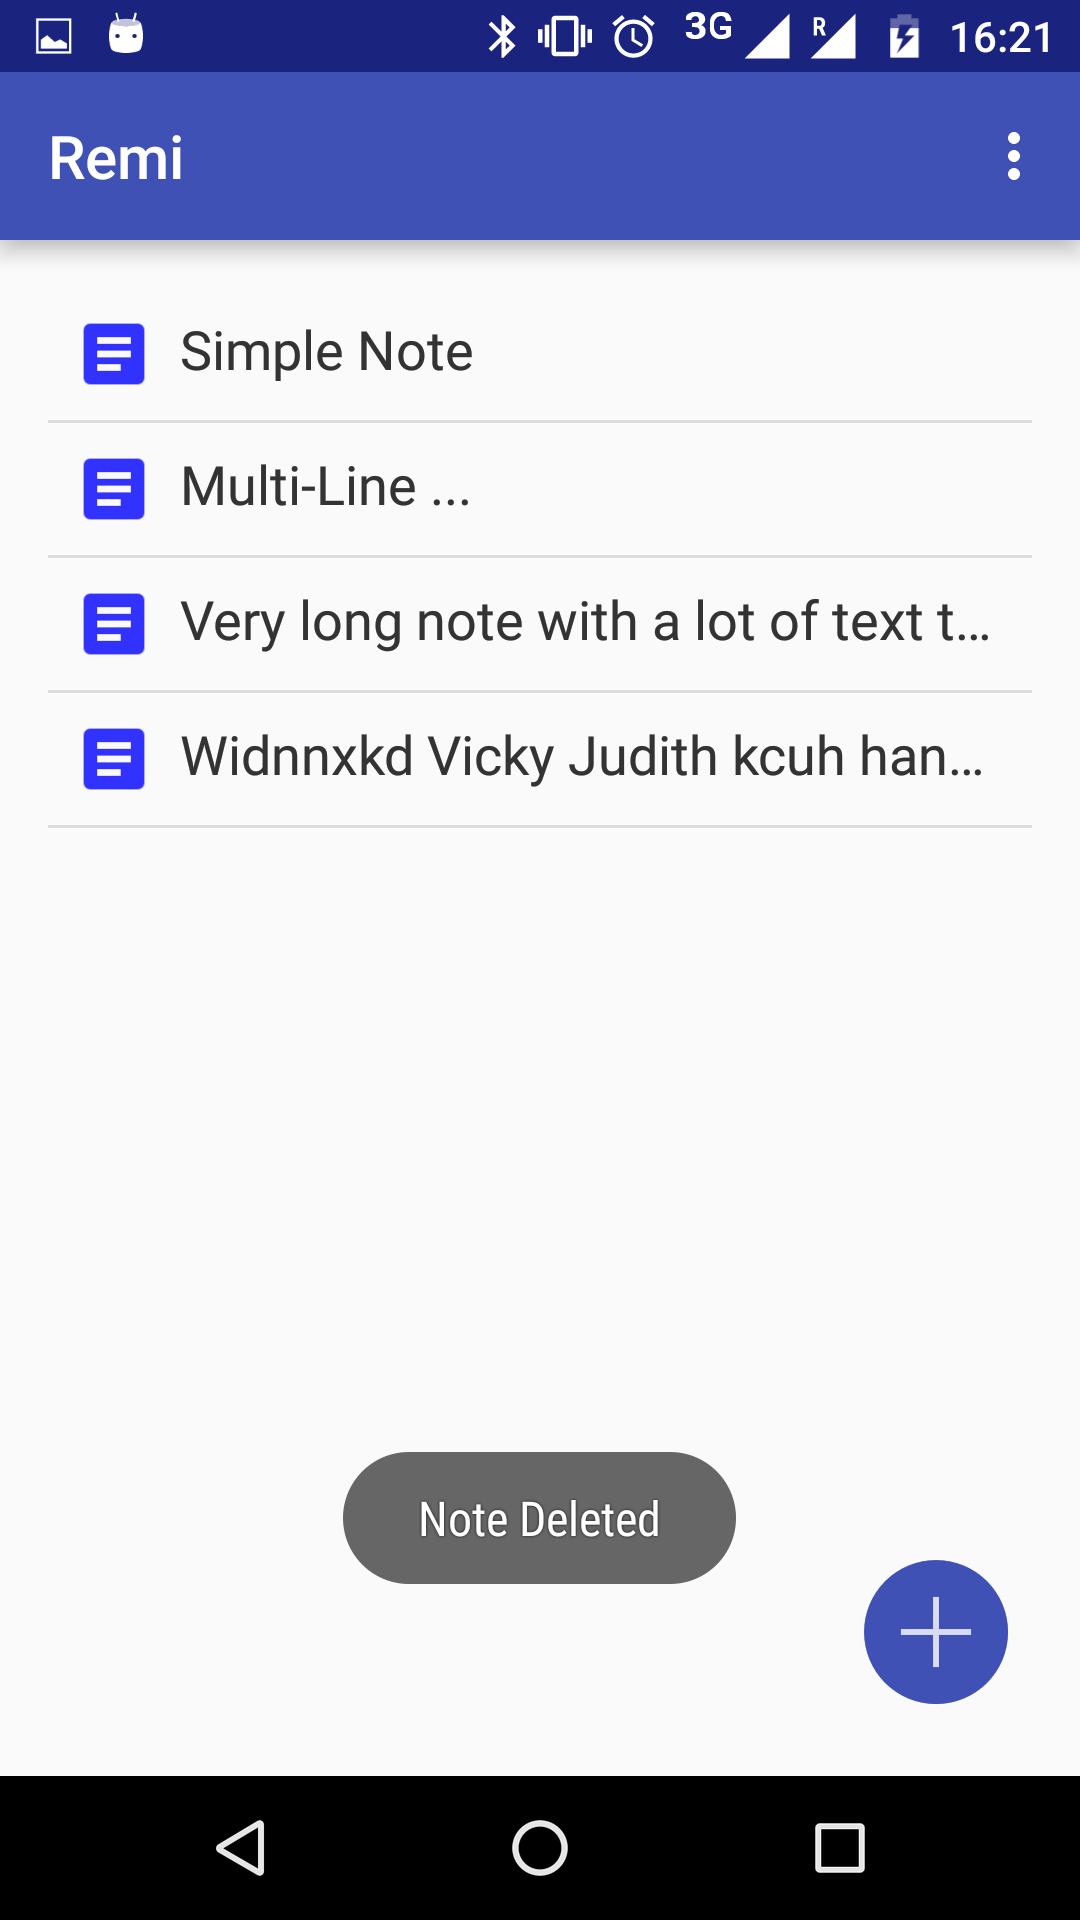 3G
R
16:21
Remi
Simple Note
Multi-Line ...
Very long note with a lot of text t...
Widnnxkd Vicky Judith kcuh han...
Note Deleted